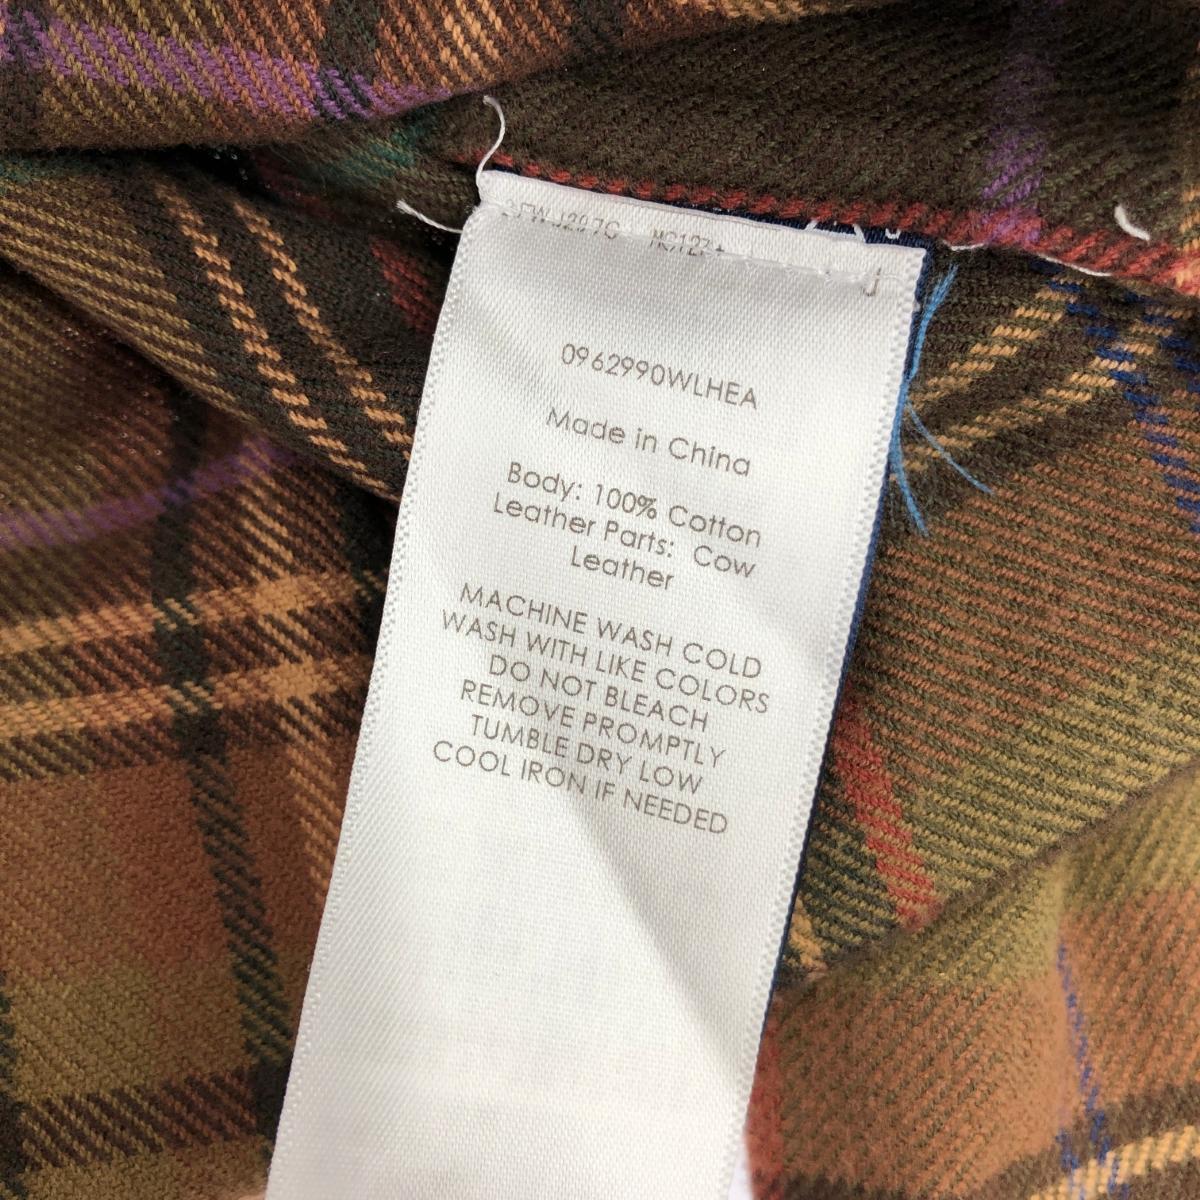 0962990WLHEA
Made in China
Body: 100% Cotton
Leather Parts: Cow
Leather
MACHINE WASH COLD
WASH WITH LIKE COLORS
DO NOT BLEACH
REMOVE PROMPTLY
TUMBLE DRY LOW
COOL IRON IF NEEDED